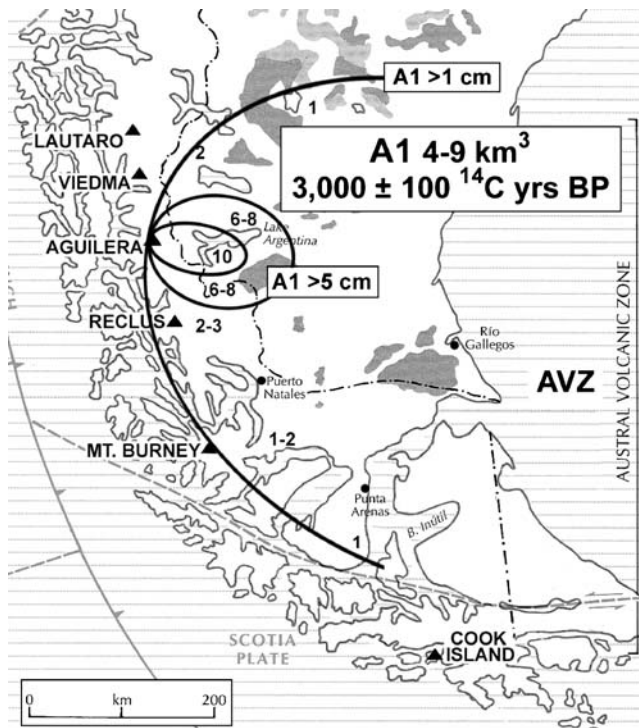 A1 >1 cm
1
A1 4-9 km³
3,000 ± 100 ¹⁴C yrs BP
LAUTARO
2
VIEDMA
6-8
Lake
Argentina
AGUILERA
10
6-8
A1 >5 cm
RECLUS
2-3
Río
Gallegos
Puerto
Natales
AVZ
AUSTRAL VOLCANIC ZONE
MT. BURNEY
1-2
Punta
Arenas
B. Inútil
1
SCOTIA
PLATE
COOK
ISLAND
0 km 200